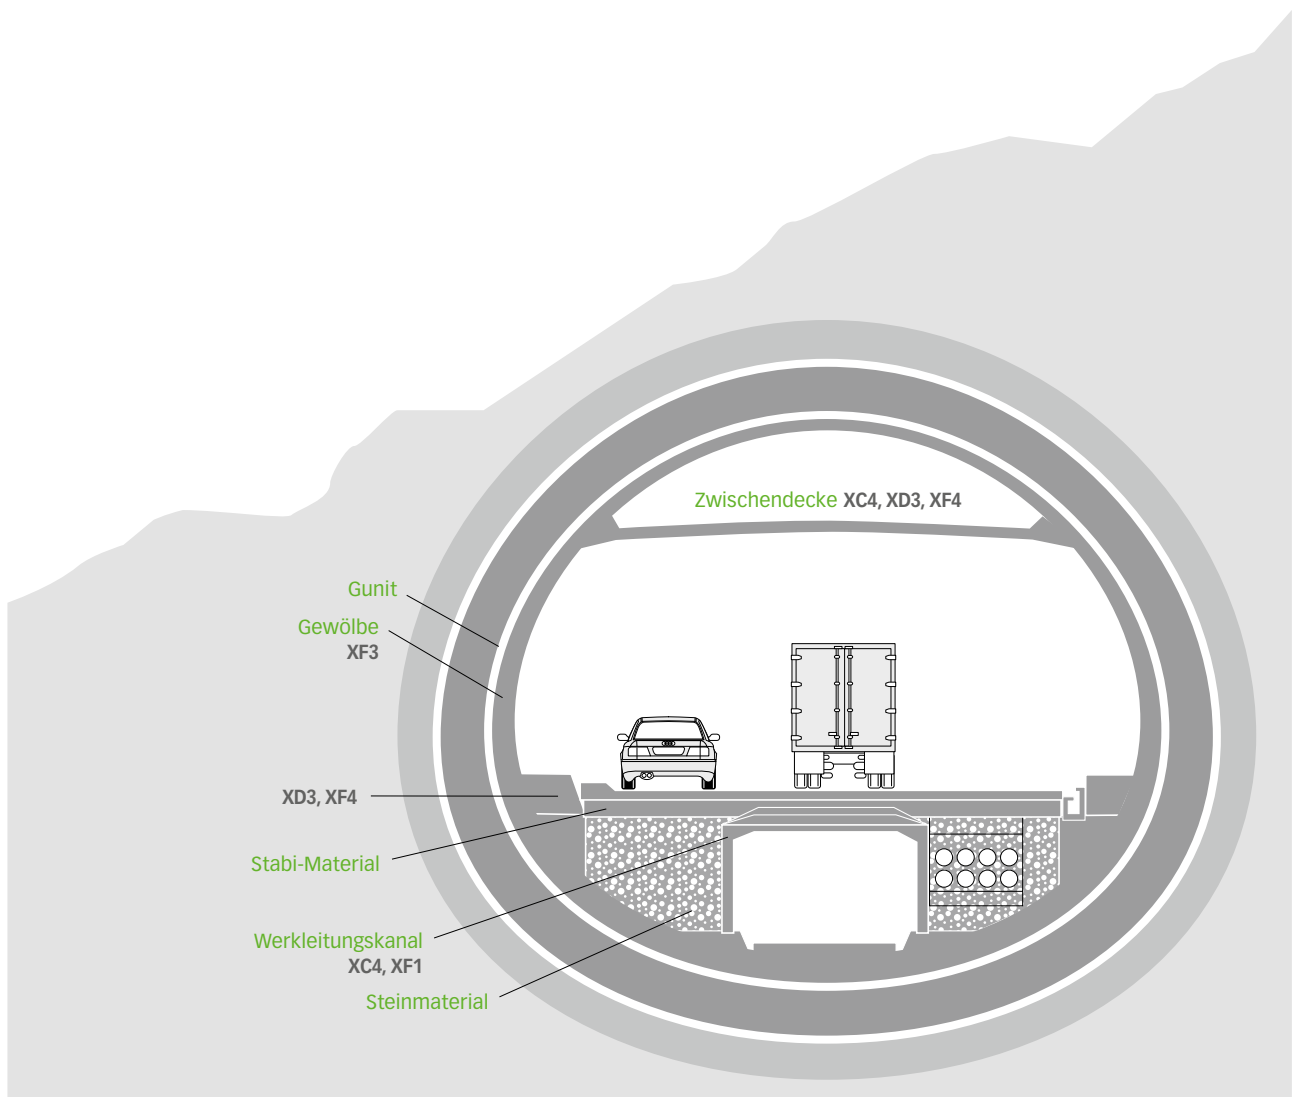 Zwischendecke XC4, XD3, XF4
Gunit
Gewölbe
XF3
XD3, XF4
Stabi-Material
Werkleitungskanal
XC4, XF1
Steinmaterial